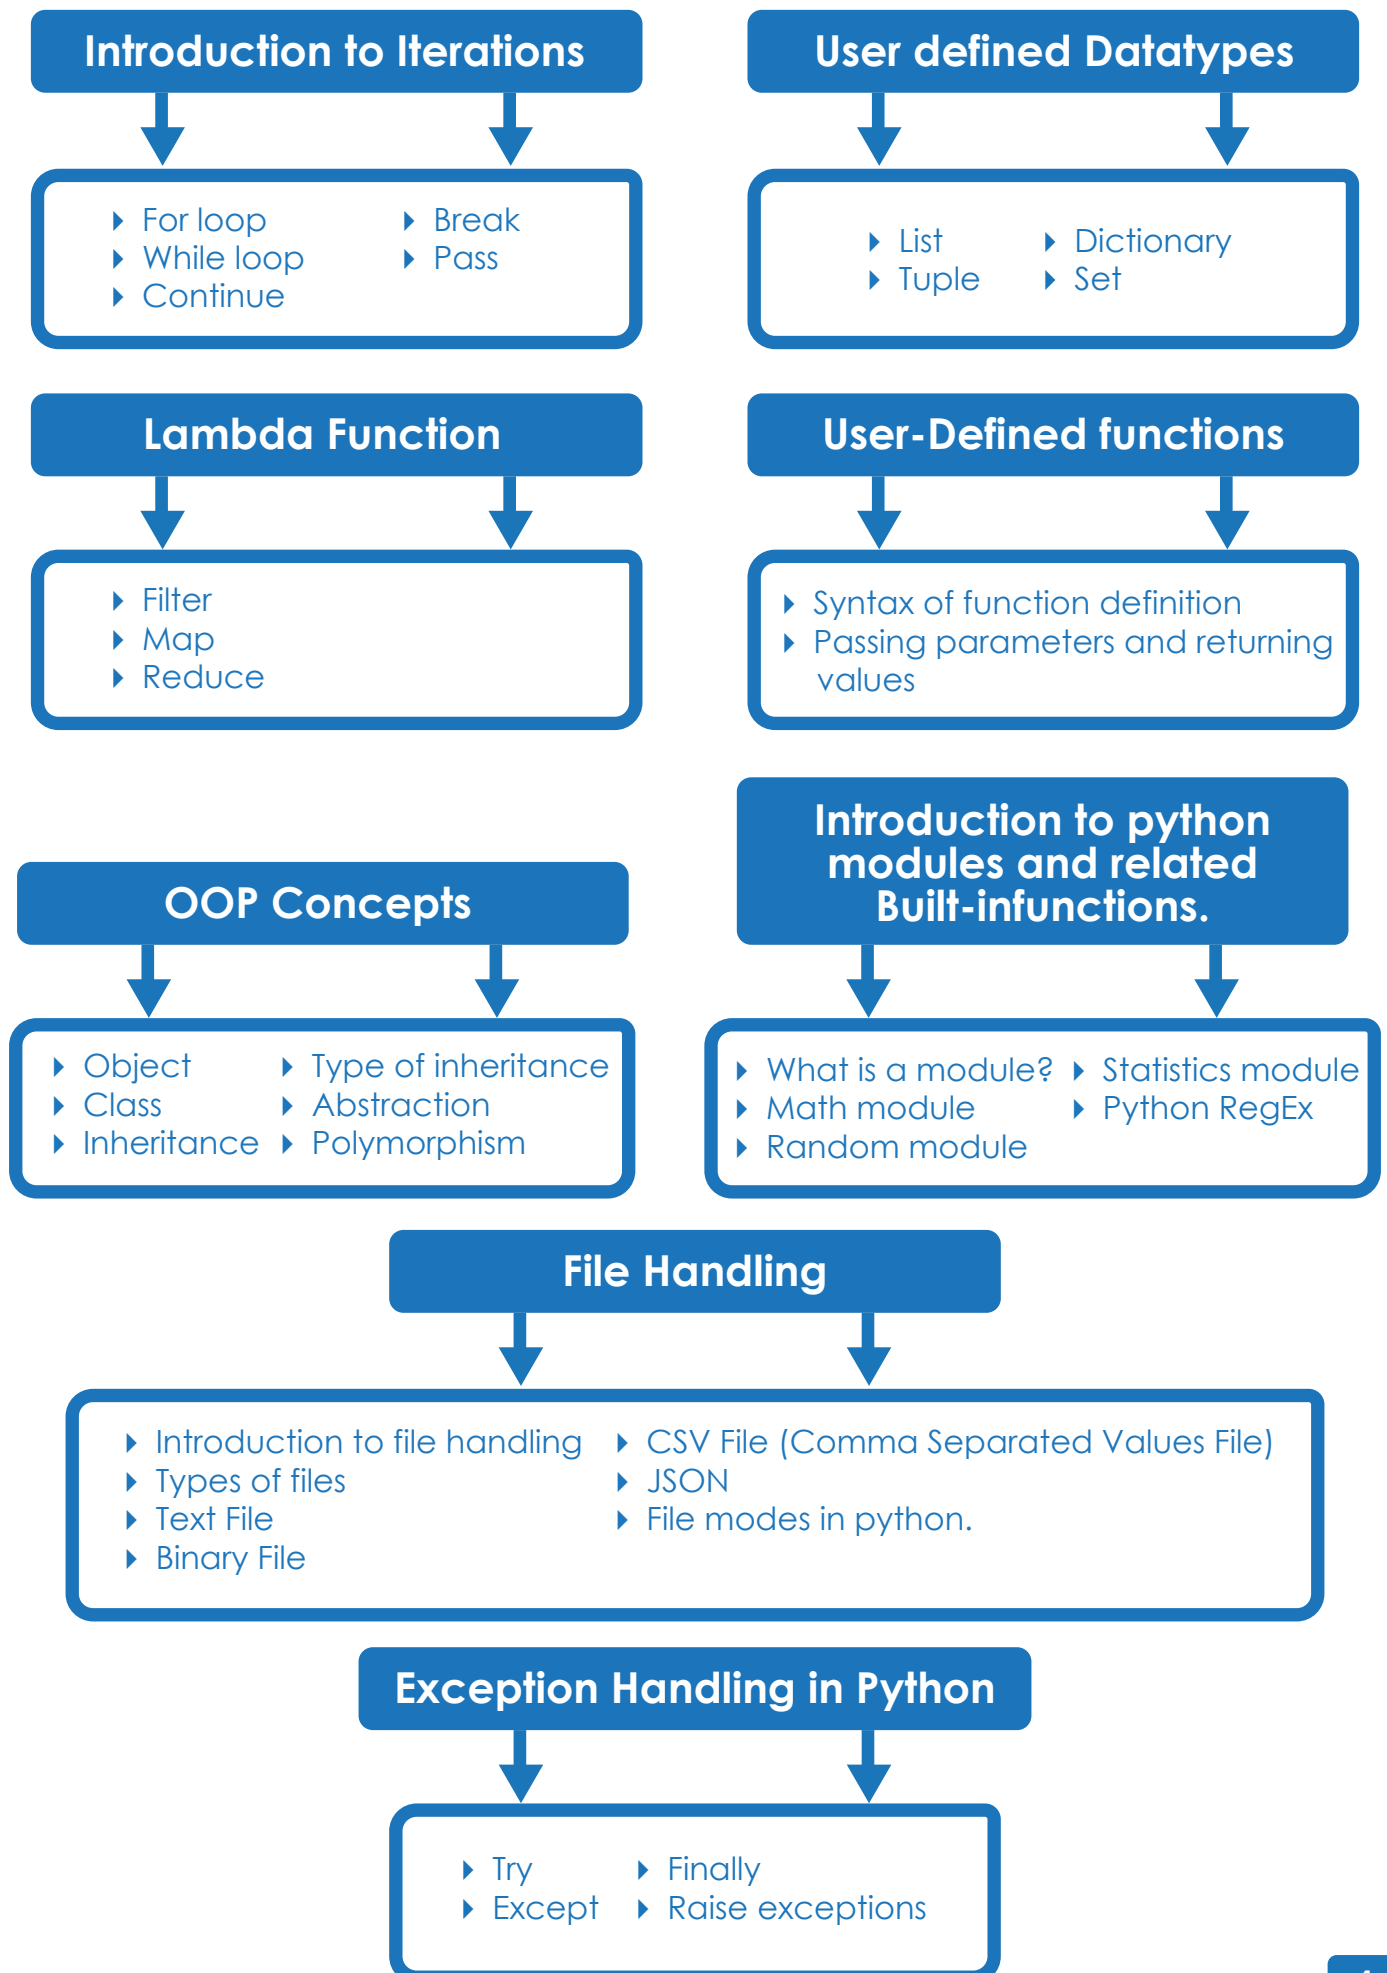 Introduction to Iterations
For loop
While loop
Continue
Break
Pass
User defined Datatypes
List
Tuple
Dictionary
Set
Lambda Function
Filter
Map
Reduce
User-Defined functions
Syntax of function definition
Passing parameters and returning
values
OOP Concepts
Object
Class
Inheritance
Type of inheritance
Abstraction
Polymorphism
Introduction to python
modules and related
Built-infunctions.
What is a module?
Math module
Random module
Statistics module
Python RegEx
File Handling
Introduction to file handling
Types of files
Text File
Binary File
CSV File (Comma Separated Values File)
JSON
File modes in python.
Exception Handling in Python
Try
Except
Finally
Raise exceptions